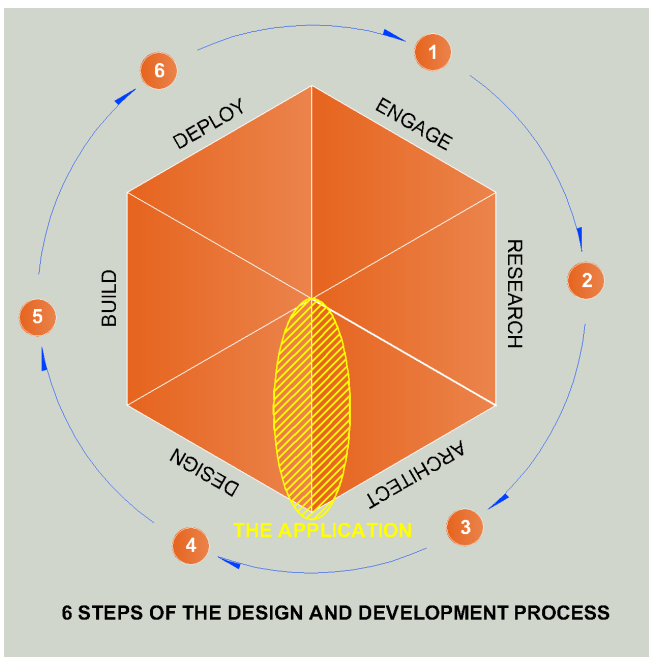 1
ENGAGE
2
RESEARCH
3
ARCHITECT
4
DESIGN
5
BUILD
6
DEPLOY
THE APPLICATION
6 STEPS OF THE DESIGN AND DEVELOPMENT PROCESS